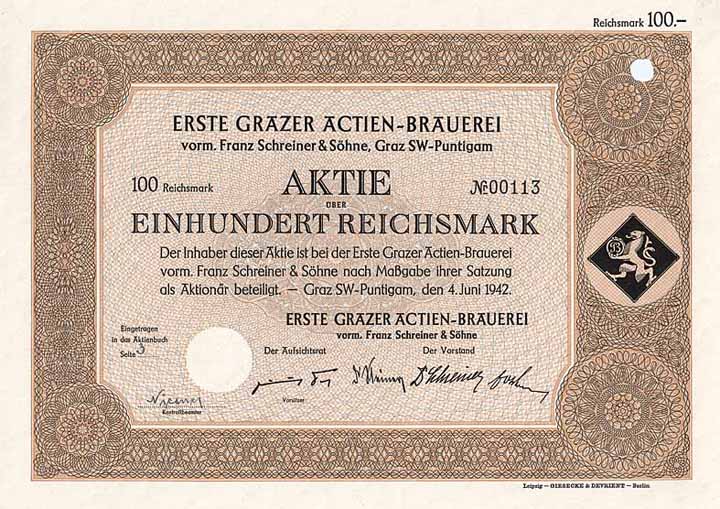 Reichsmark 100.–
ERSTE GRAZER ACTIEN-BRAUEREI
vorm. Franz Schreiner & Söhne, Graz SW-Puntigam
100 Reichsmark
AKTIE
№ 00113
ÜBER
EINHUNDERT REICHSMARK
Der Inhaber dieser Aktie ist bei der Erste Grazer Actien-Brauerei
vorm. Franz Schreiner & Söhne nach Maßgabe ihrer Satzung
als Aktionär beteiligt. — Graz SW-Puntigam, den 4. Juni 1942.
ERSTE GRAZER ACTIEN-BRAUEREI
vorm. Franz Schreiner & Söhne
Eingetragen
in das Aktienbuch
Seite 3
Der Aufsichtsrat
Der Vorstand
Vorsitzer
Kontrollbeamter
Leipzig — GIESECKE & DEVRIENT — Berlin